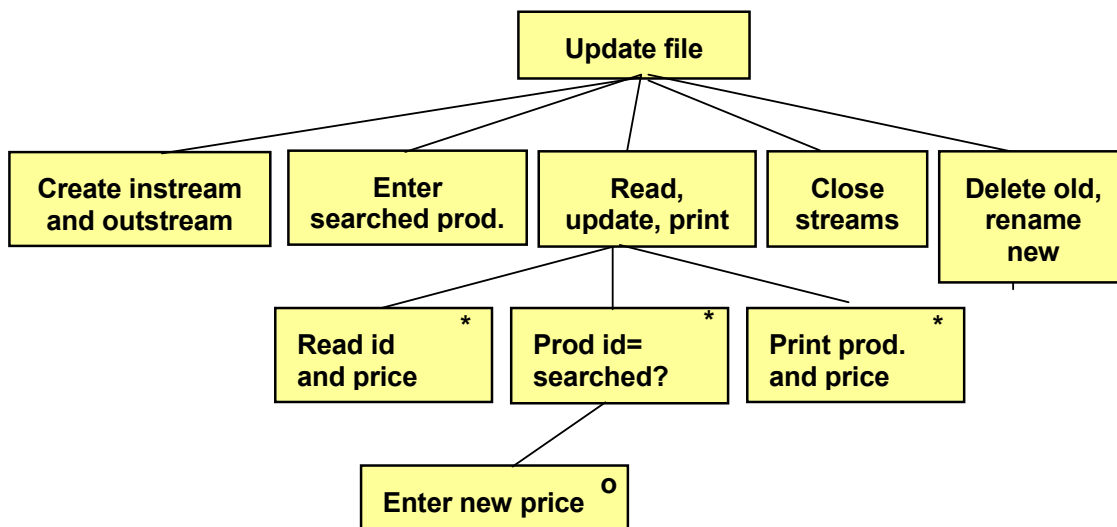 Update file
Create instream
and outstream
Enter
searched prod.
Read,
update, print
Close
streams
Delete old,
rename
new
*
Read id
and price
*
Prod id=
searched?
*
Print prod.
and price
Enter new price o